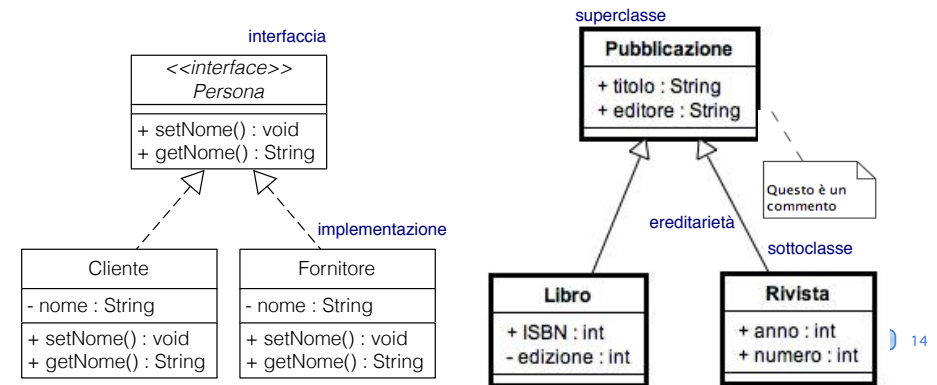 interfaccia
<<interface>>
Persona
+ setNome() : void
+ getNome() : String
implementazione
Cliente
- nome : String
+ setNome() : void
+ getNome() : String
Fornitore
- nome : String
+ setNome() : void
+ getNome() : String
superclasse
Pubblicazione
+ titolo : String
+ editore : String
Questo è un
commento
ereditarietà
sottoclasse
Libro
+ ISBN : int
- edizione : int
Rivista
+ anno : int
+ numero : int
14